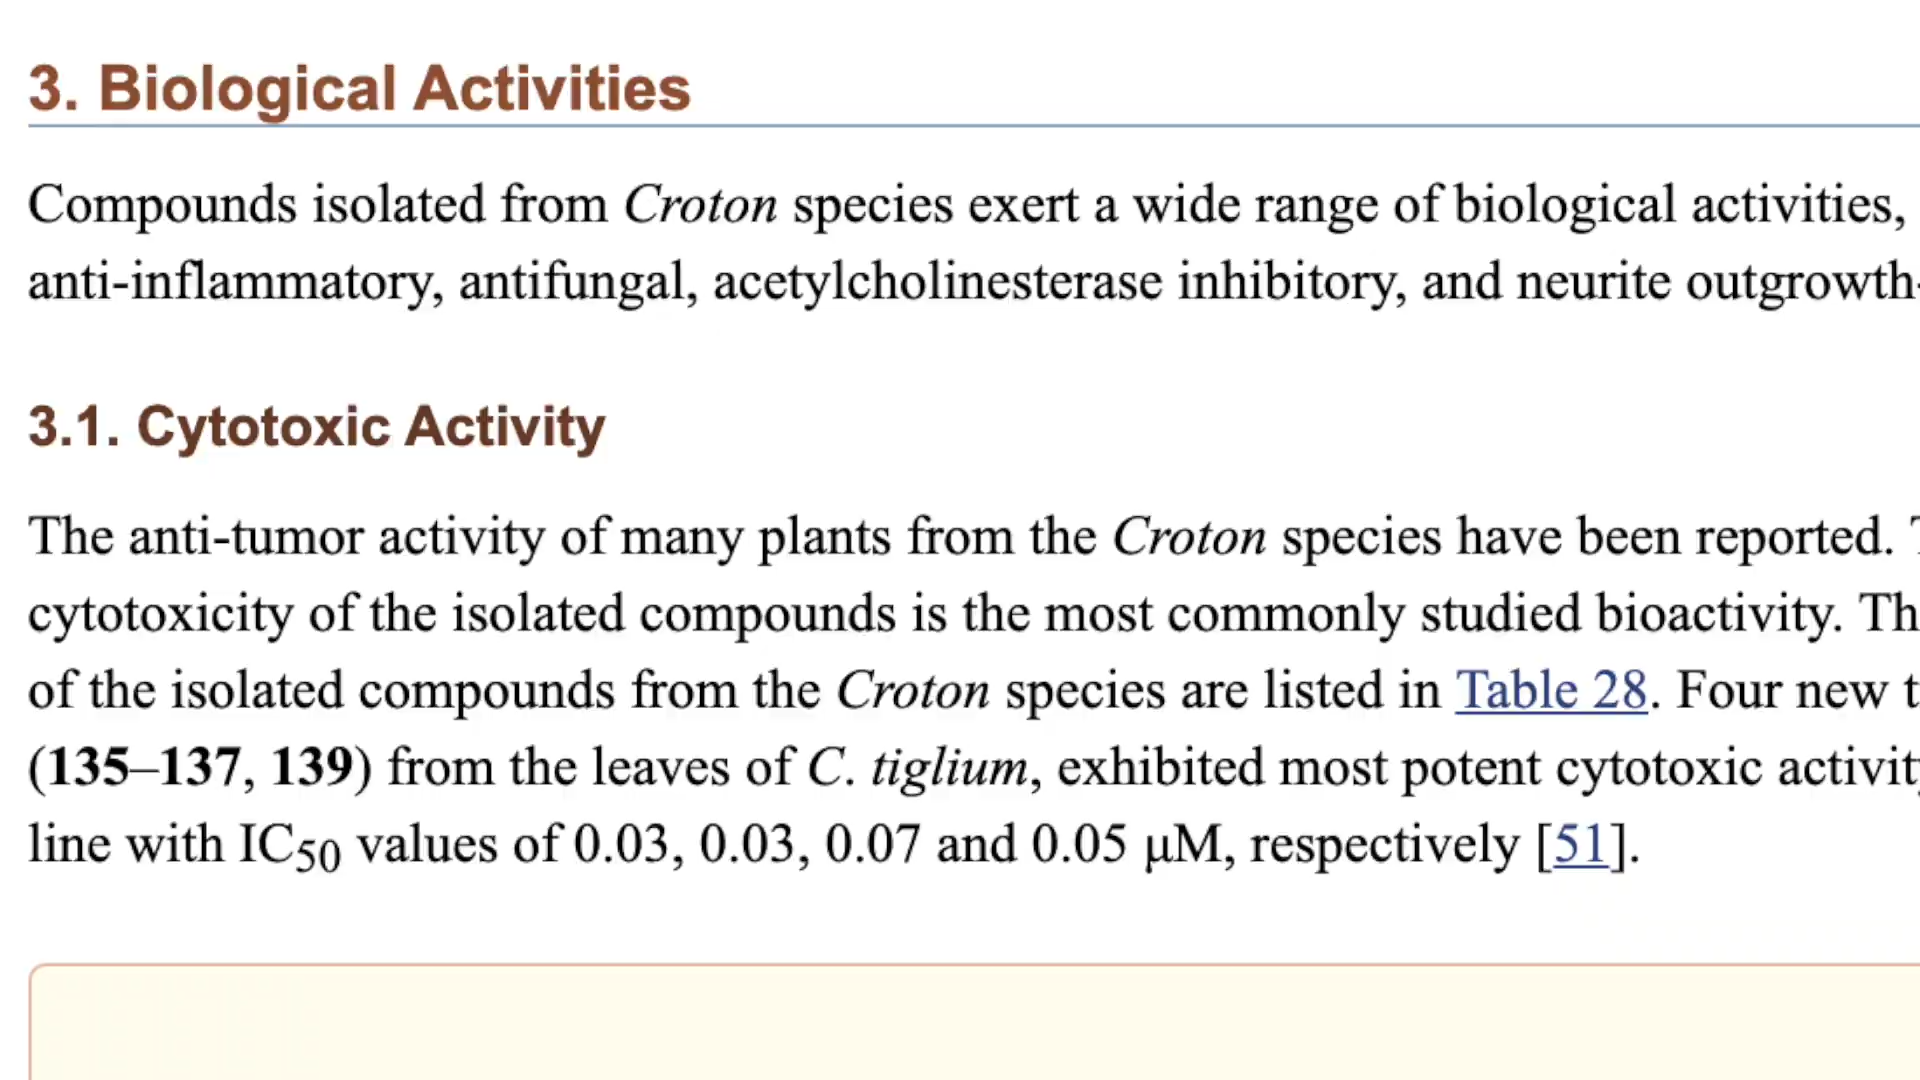 3. Biological Activities
Compounds isolated from Croton species exert a wide range of biological activities,
anti-inflammatory, antifungal, acetylcholinesterase inhibitory, and neurite outgrowth-
3.1. Cytotoxic Activity
The anti-tumor activity of many plants from the Croton species have been reported.
cytotoxicity of the isolated compounds is the most commonly studied bioactivity.
of the isolated compounds from the Croton species are listed in Table 28. Four new
(135–137, 139) from the leaves of C. tiglium, exhibited most potent cytotoxic
line with IC50 values of 0.03, 0.03, 0.07 and 0.05 μM, respectively [51].